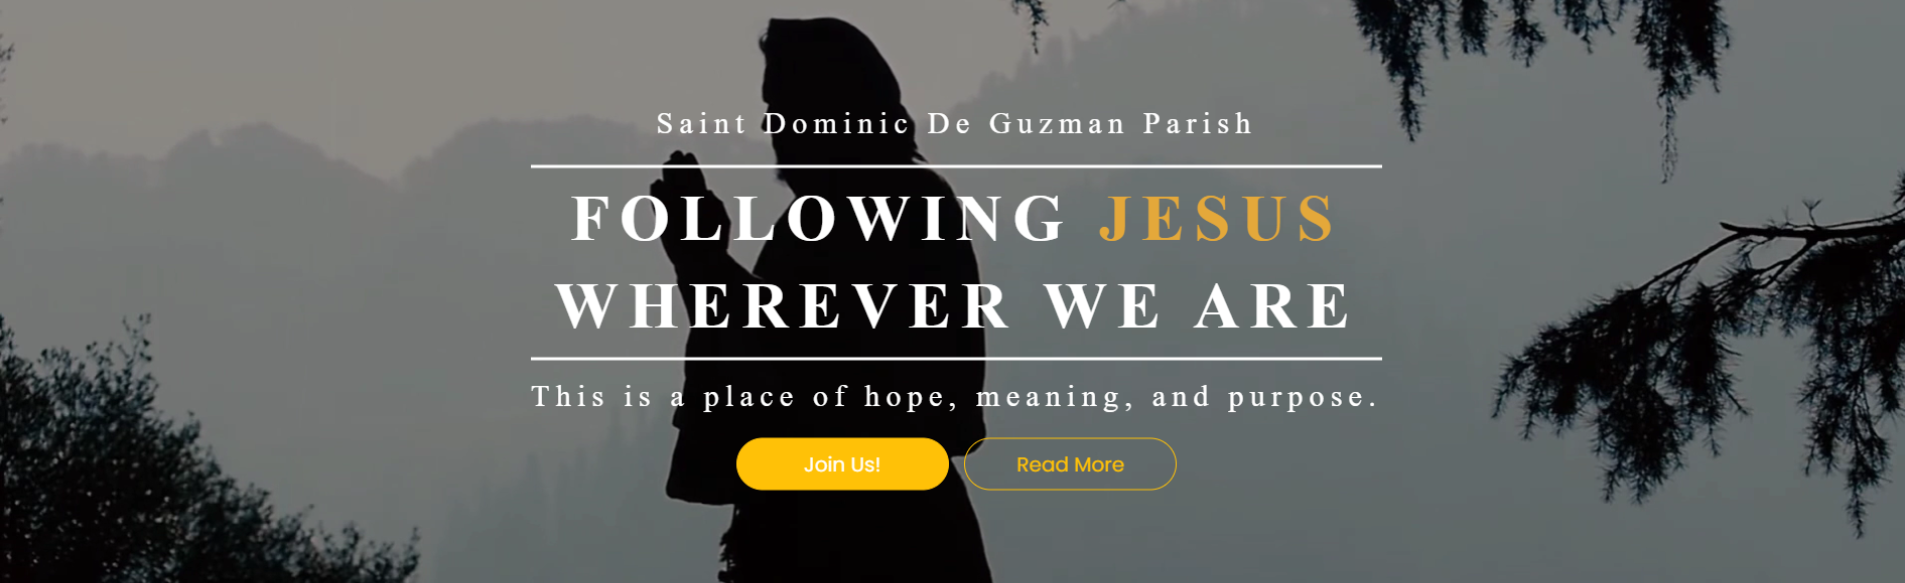 Saint Dominic De Guzman Parish
FOLLOWING JESUS
WHEREVER WE ARE
This is a place of hope, meaning, and purpose.
Join Us!
Read More